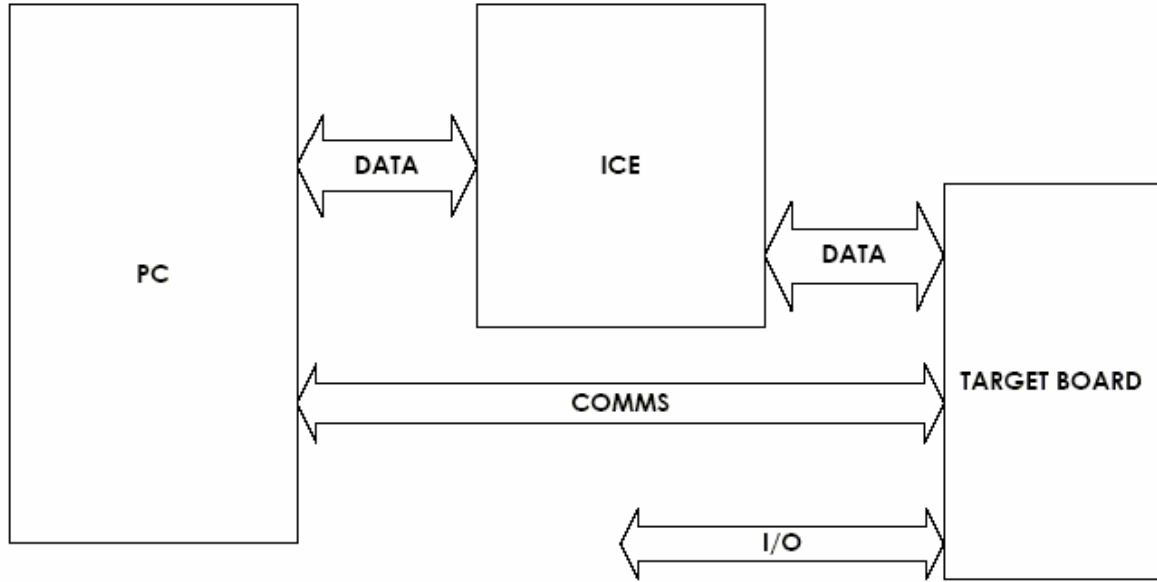 PC
DATA
ICE
DATA
TARGET BOARD
COMMS
I/O